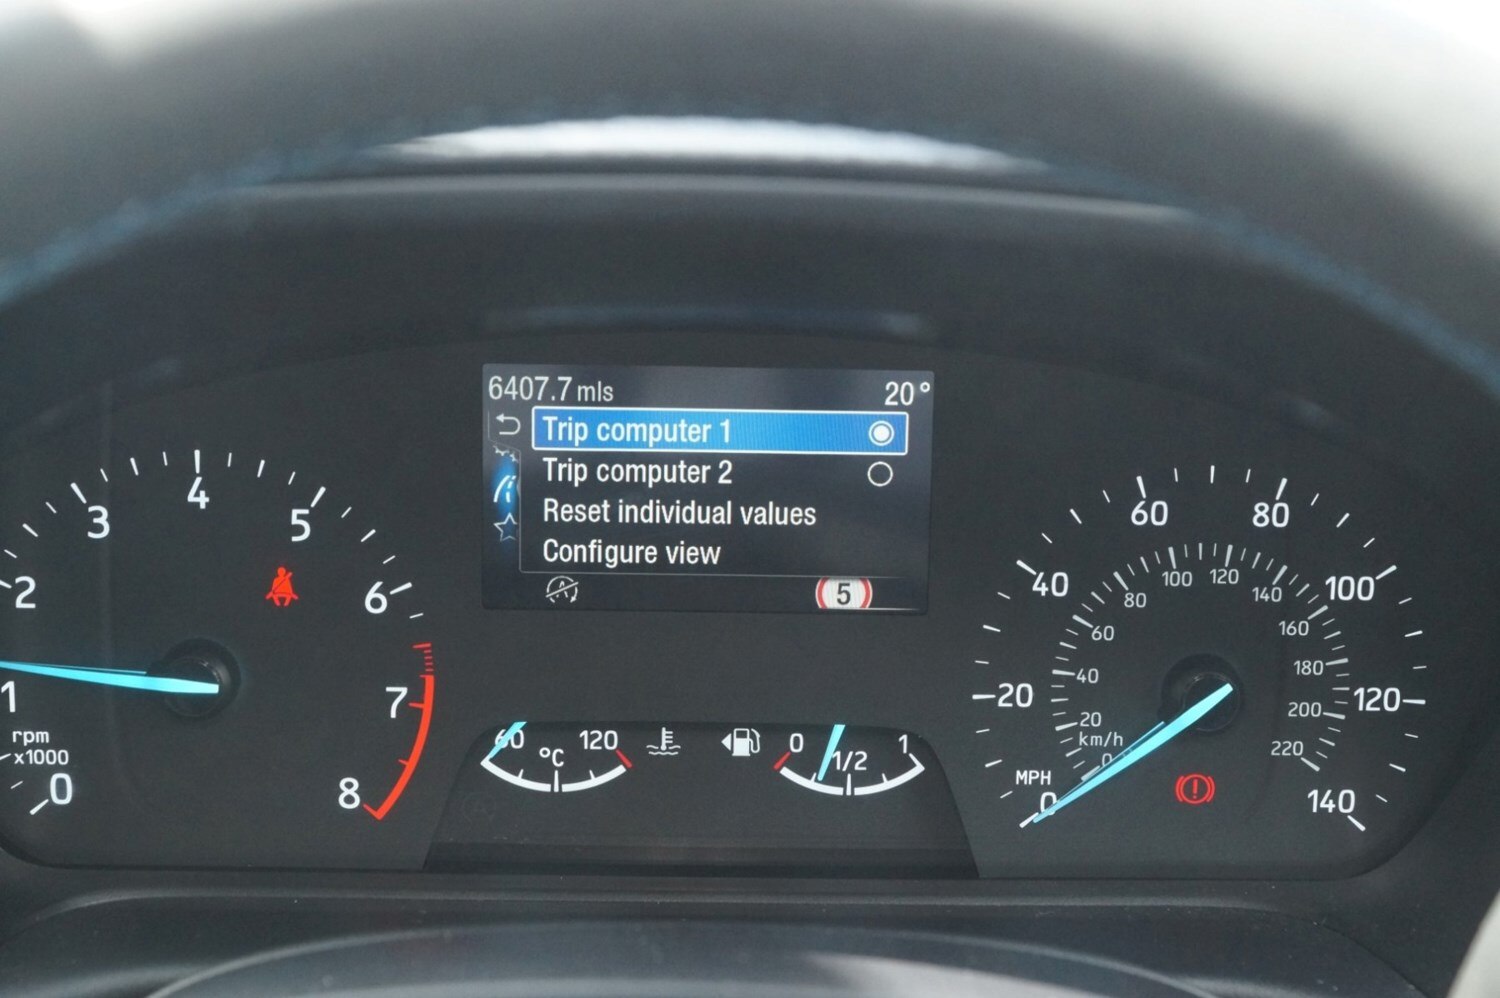 6407.7 mls 20°
Trip computer 1
Trip computer 2
Reset individual values
Configure view
5
1 2 3 4 5 6 7 8
rpm
x1000
0
60 °C 120
0 1/2 1
20 40 60 80 100 120 140
20 40 60 80 100 120 140 160 180 200 220
km/h
0
MPH
0